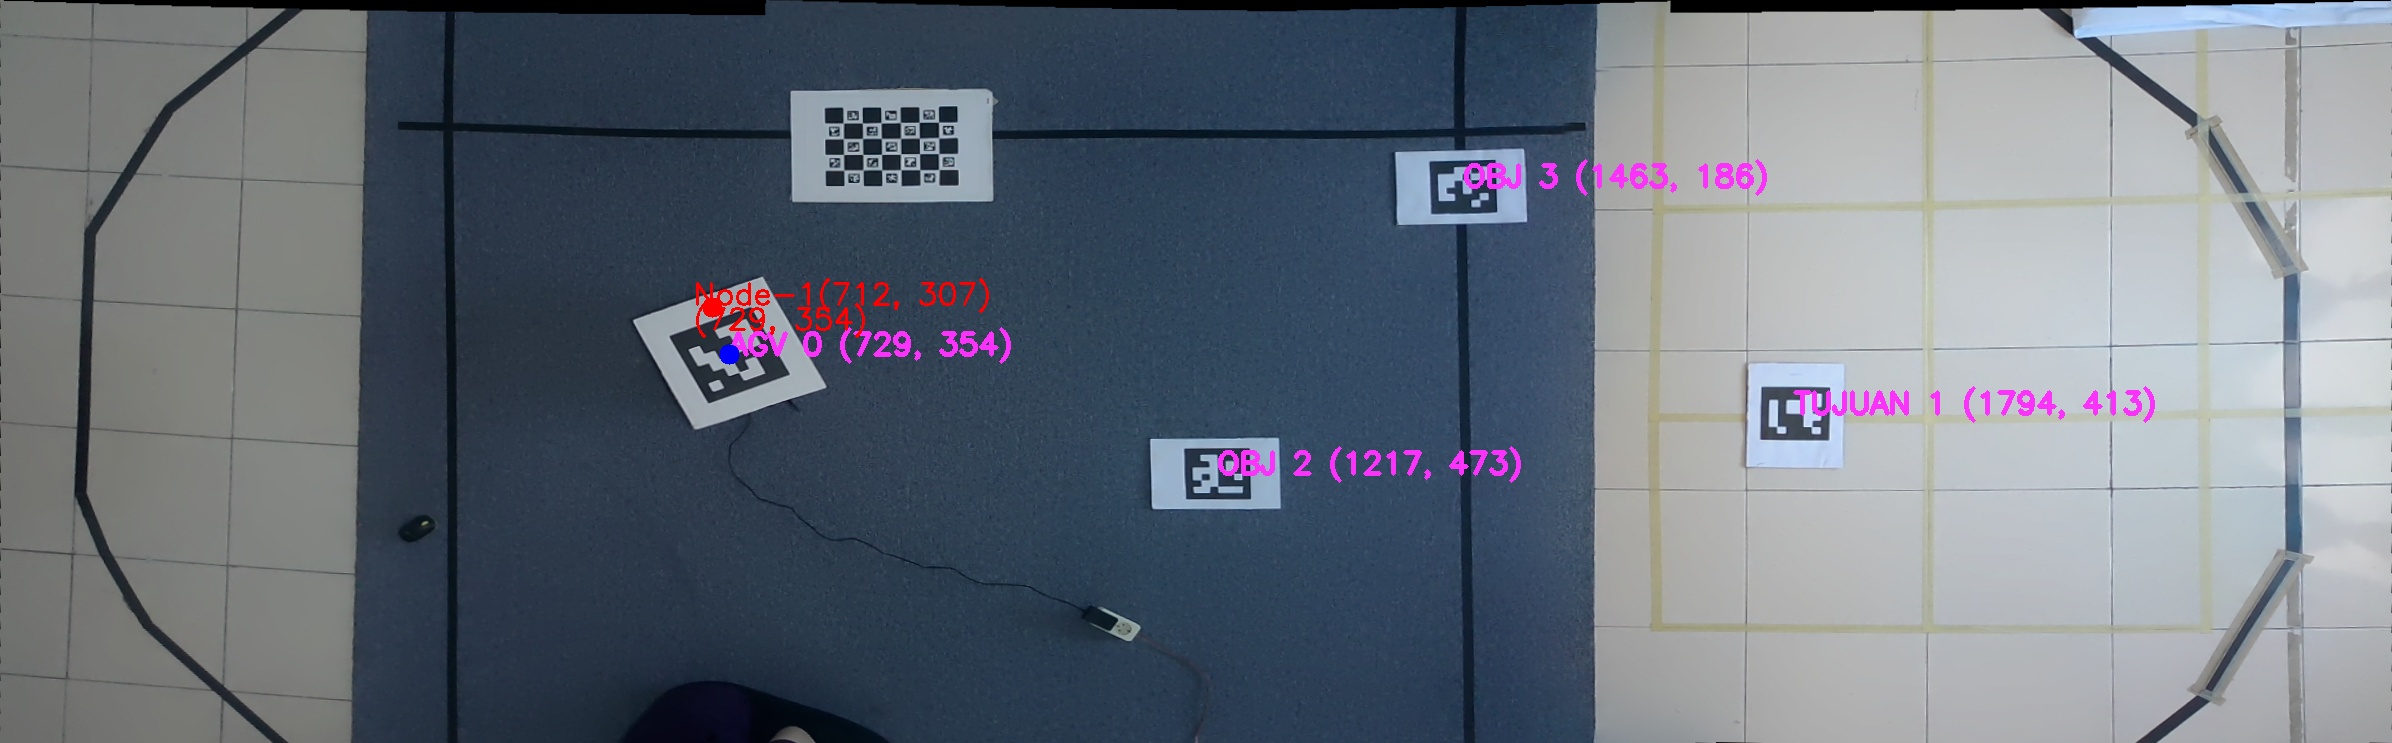 OBJ 3 (1463, 186)
Node-1(712, 307)
(729, 354)
AGV 0 (729, 354)
TUJUAN 1 (1794, 413)
OBJ 2 (1217, 473)